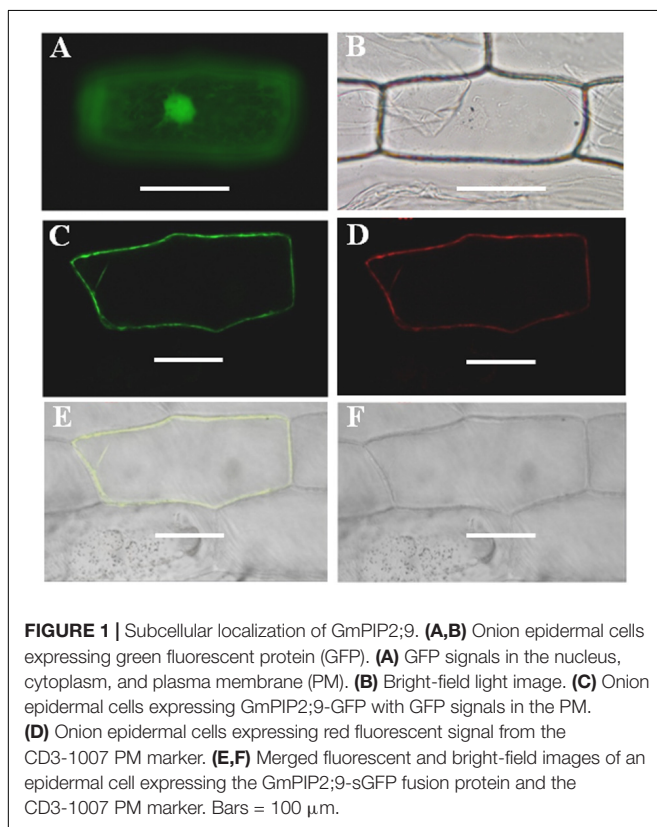 A
B
C
D
E
F
FIGURE 1 | Subcellular localization of GmPIP2;9. (A,B) Onion epidermal cells
expressing green fluorescent protein (GFP). (A) GFP signals in the nucleus,
cytoplasm, and plasma membrane (PM). (B) Bright-field light image. (C) Onion
epidermal cells expressing GmPIP2;9-GFP with GFP signals in the PM.
(D) Onion epidermal cells expressing red fluorescent signal from the
CD3-1007 PM marker. (E,F) Merged fluorescent and bright-field images of an
epidermal cell expressing the GmPIP2;9-sGFP fusion protein and the
CD3-1007 PM marker. Bars = 100 μm.